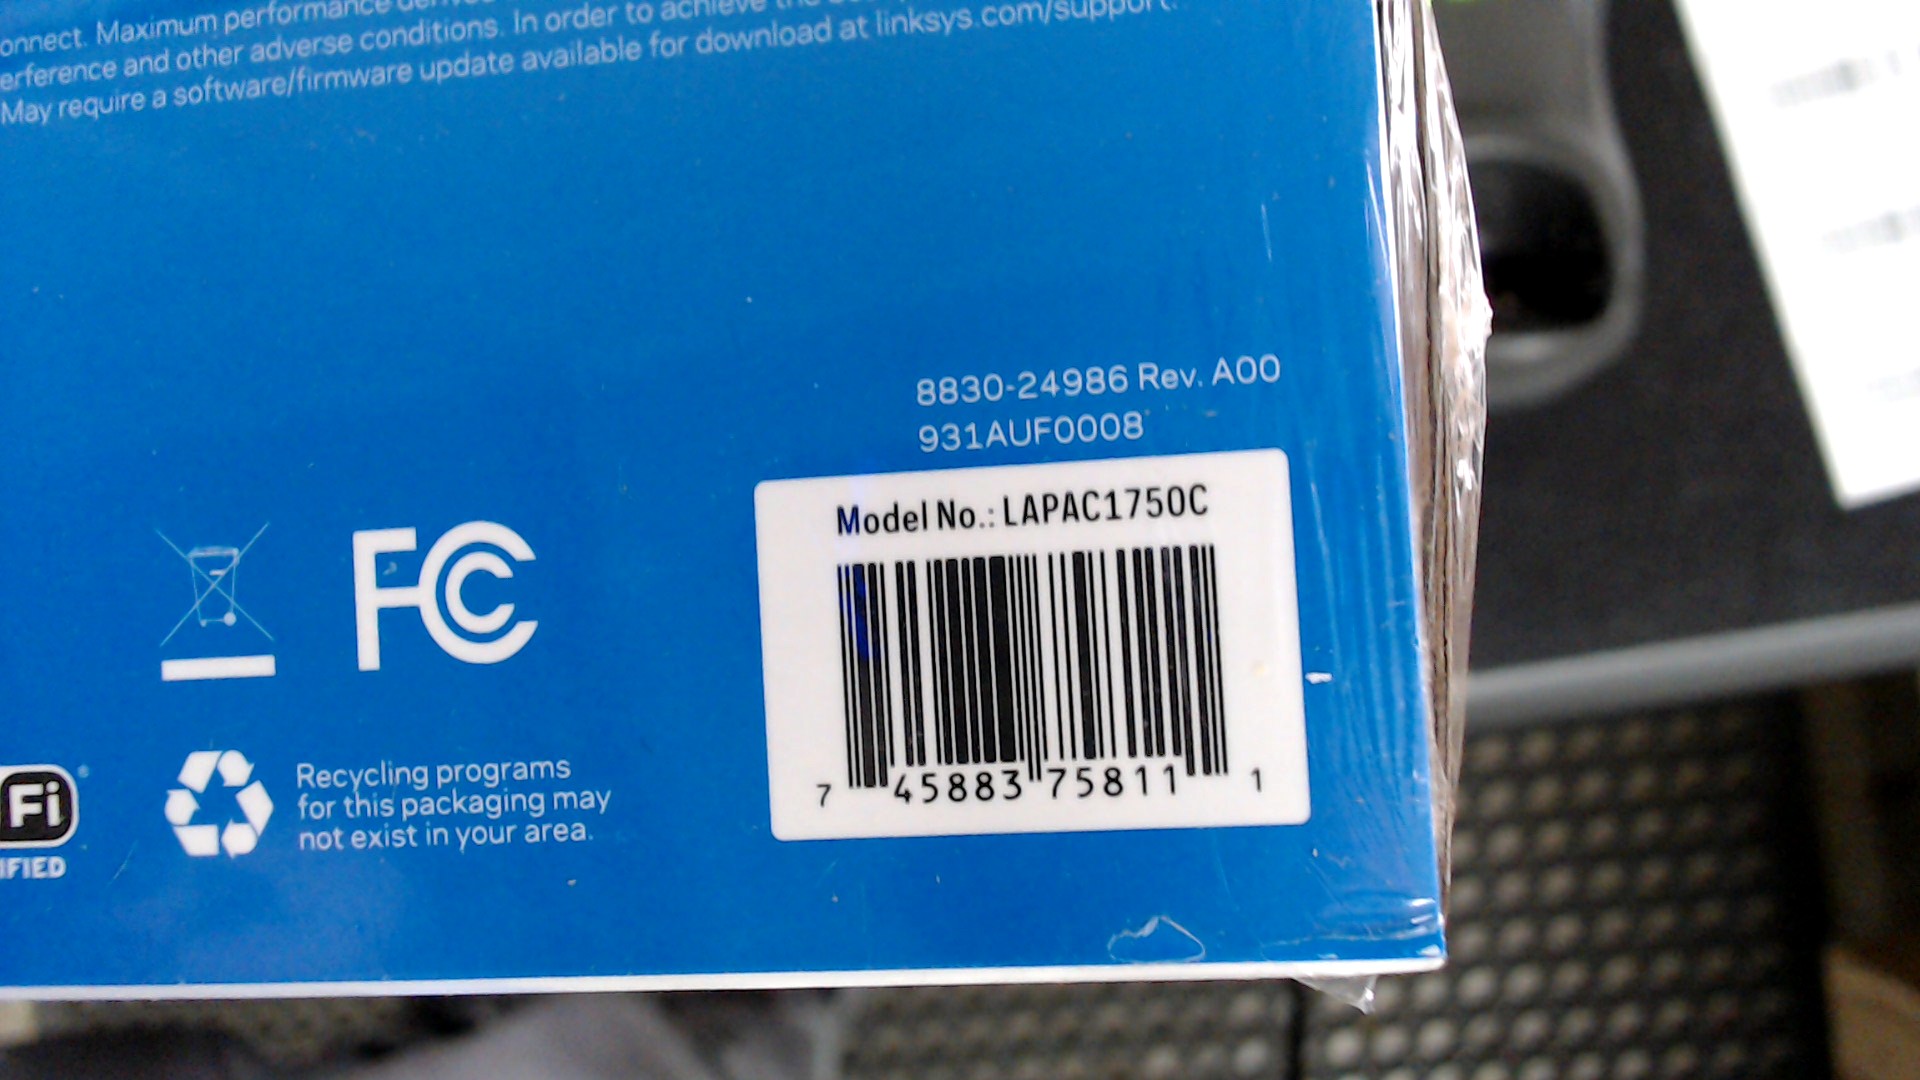 onnect. Maximum performance
erference and other adverse conditions. In order to achieve the
May require a software/firmware update available for download at linksys.com/support.
8830-24986 Rev. A00
931AUF0008
Model No.: LAPAC1750C
7 45883 75811 1
FC
Fi
IFIED
Recycling programs
for this packaging may
not exist in your area.